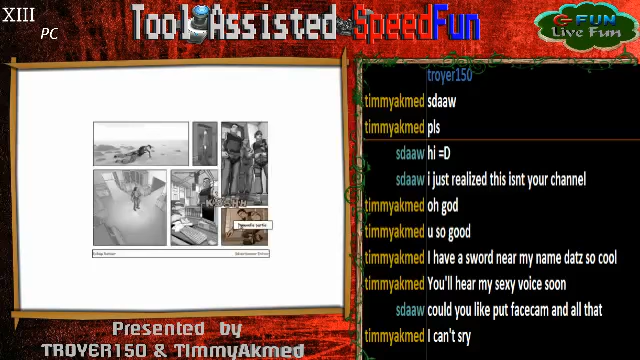 XIII
PC
Tool Assisted SpeedFun
G FUN
Live Fun
troyer150
timmyakmed sdaaw
timmyakmed pls
sdaaw hi =D
sdaaw i just realized this isnt your channel
timmyakmed oh god
timmyakmed u so good
timmyakmed I have a sword near my name datz so cool
timmyakmed You'll hear my sexy voice soon
sdaaw could you like put facecam and all that
timmyakmed I can't sry
Presented by
TROYER150 & TimmyAkmed